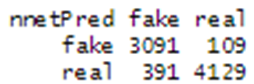 nnetPred fake real
fake 3091 109
real 391 4129